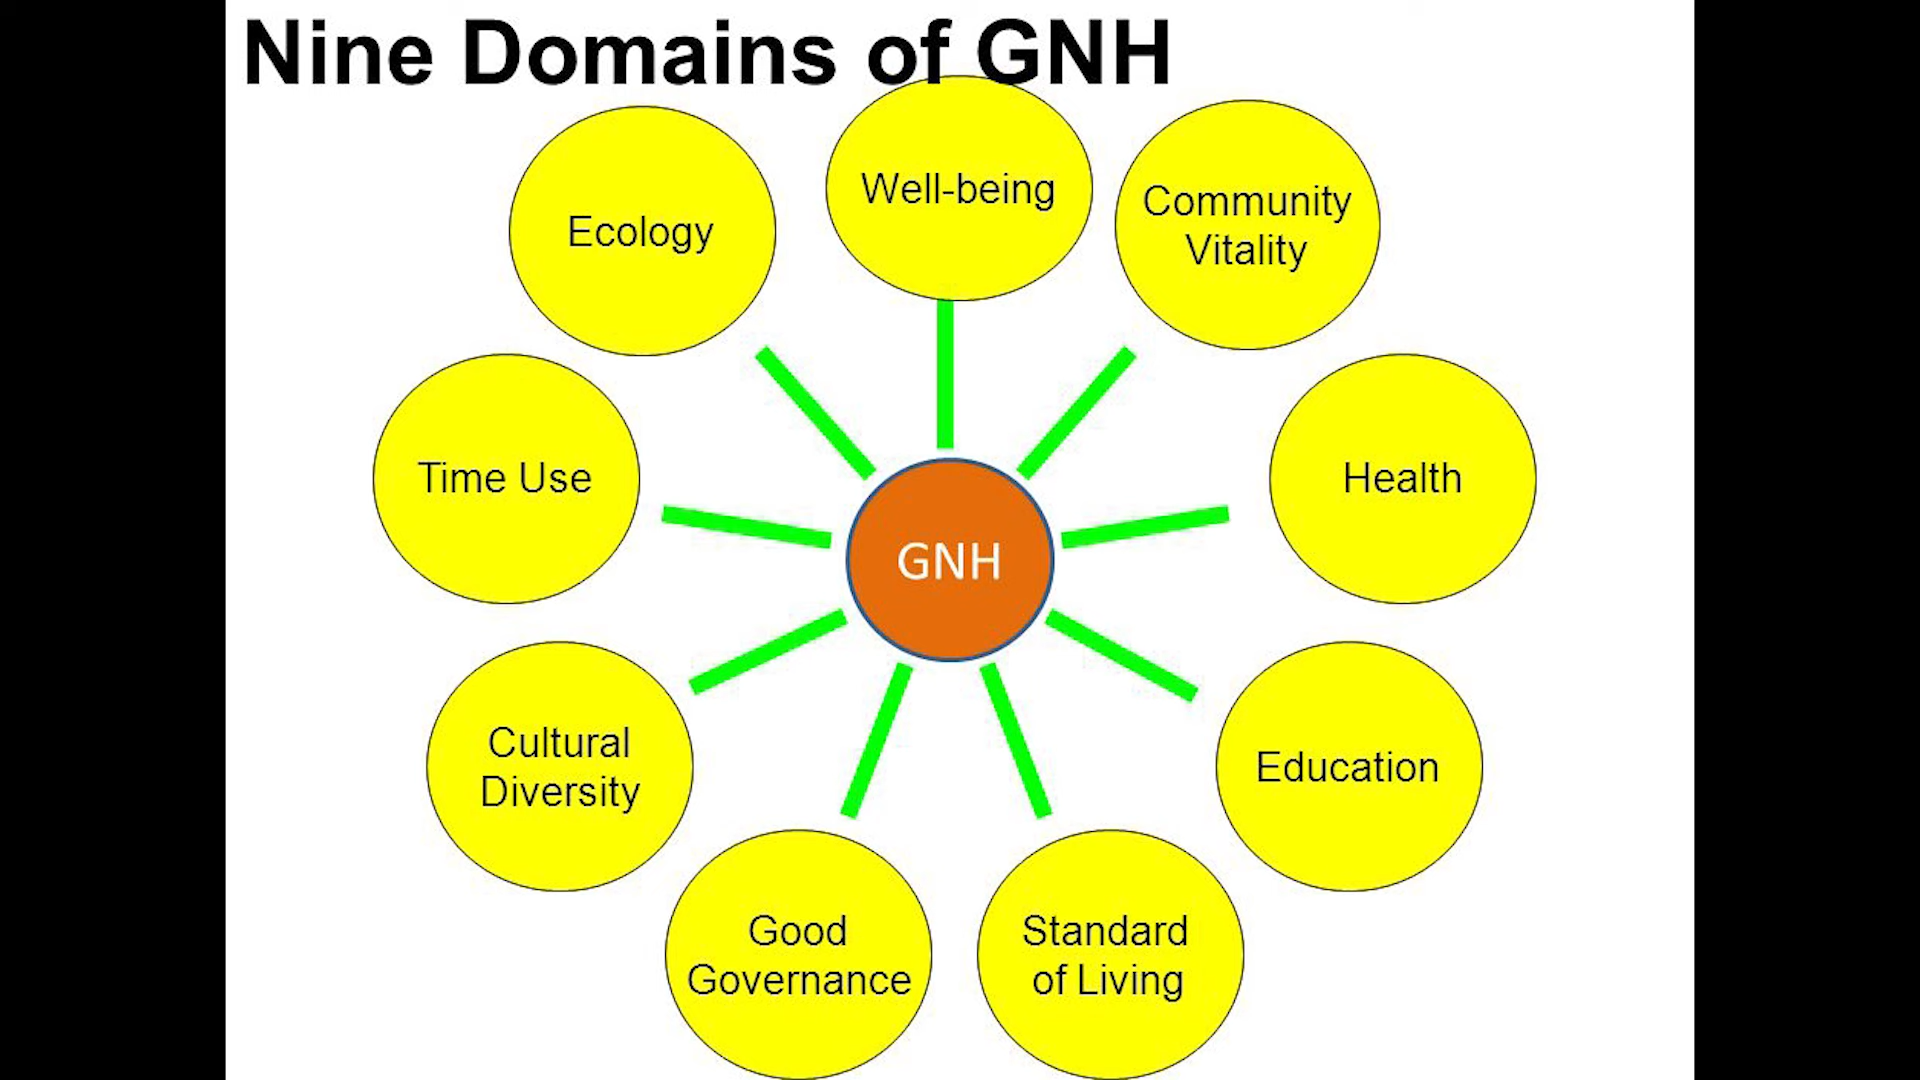 Nine Domains of GNH
Well-being
Community
Vitality
Ecology
Health
Time Use
GNH
Education
Cultural
Diversity
Good
Governance
Standard
of Living